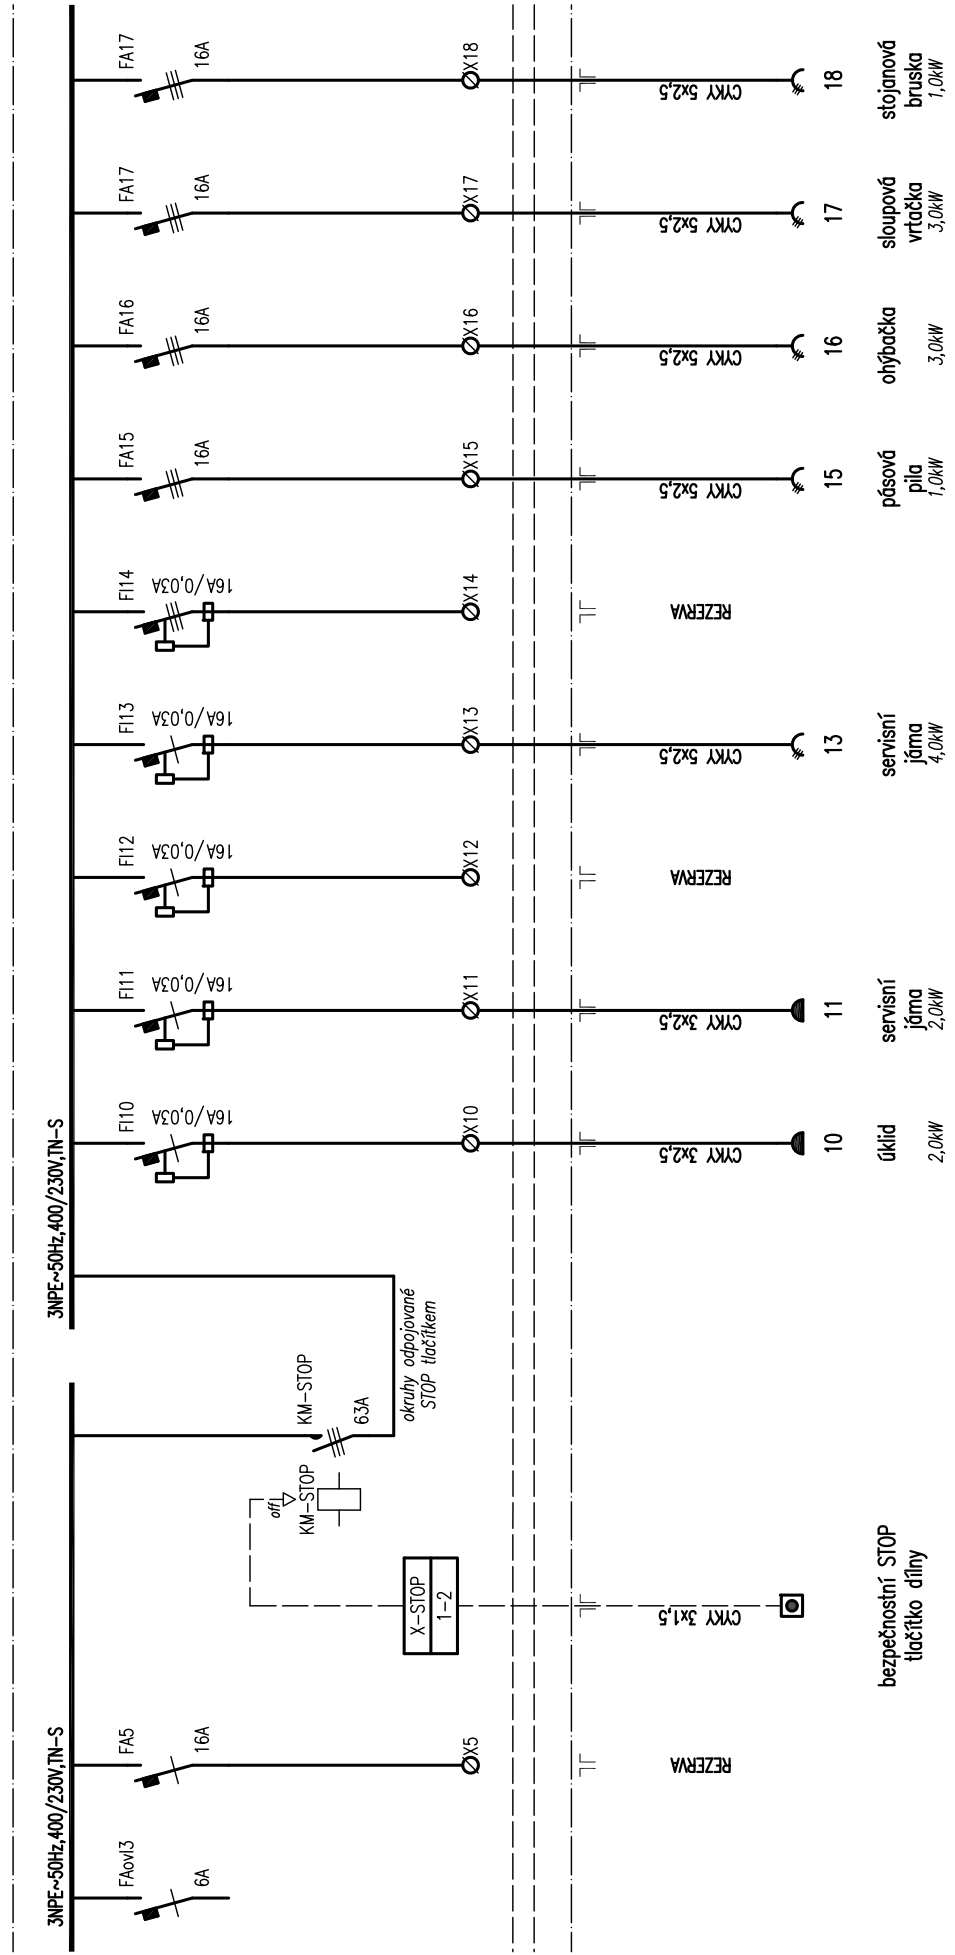 3NPE~50Hz,400/230V,TN-S
FAovl3
6A
FA5
16A
X5
REZERVA
X-STOP
1-2
off
KM-STOP
KM-STOP
63A
okruhy odpojované
STOP tlačítkem
CYKY 3x1,5
bezpečnostní STOP
tlačítko dílny
3NPE~50Hz,400/230V,TN-S
FI10
16A/0,03A
X10
CYKY 3x2,5
10
úklid
2,0kW
FI11
16A/0,03A
X11
CYKY 3x2,5
11
servisní
jáma
2,0kW
FI12
16A/0,03A
X12
REZERVA
FI13
16A/0,03A
X13
CYKY 5x2,5
13
servisní
jáma
4,0kW
FI14
16A/0,03A
X14
REZERVA
FA15
16A
X15
CYKY 5x2,5
15
pásová
pila
1,0kW
FA16
16A
X16
CYKY 5x2,5
16
ohýbačka
3,0kW
FA17
16A
X17
CYKY 5x2,5
17
sloupová
vrtačka
3,0kW
FA17
16A
X18
CYKY 5x2,5
18
stojanová
bruska
1,0kW